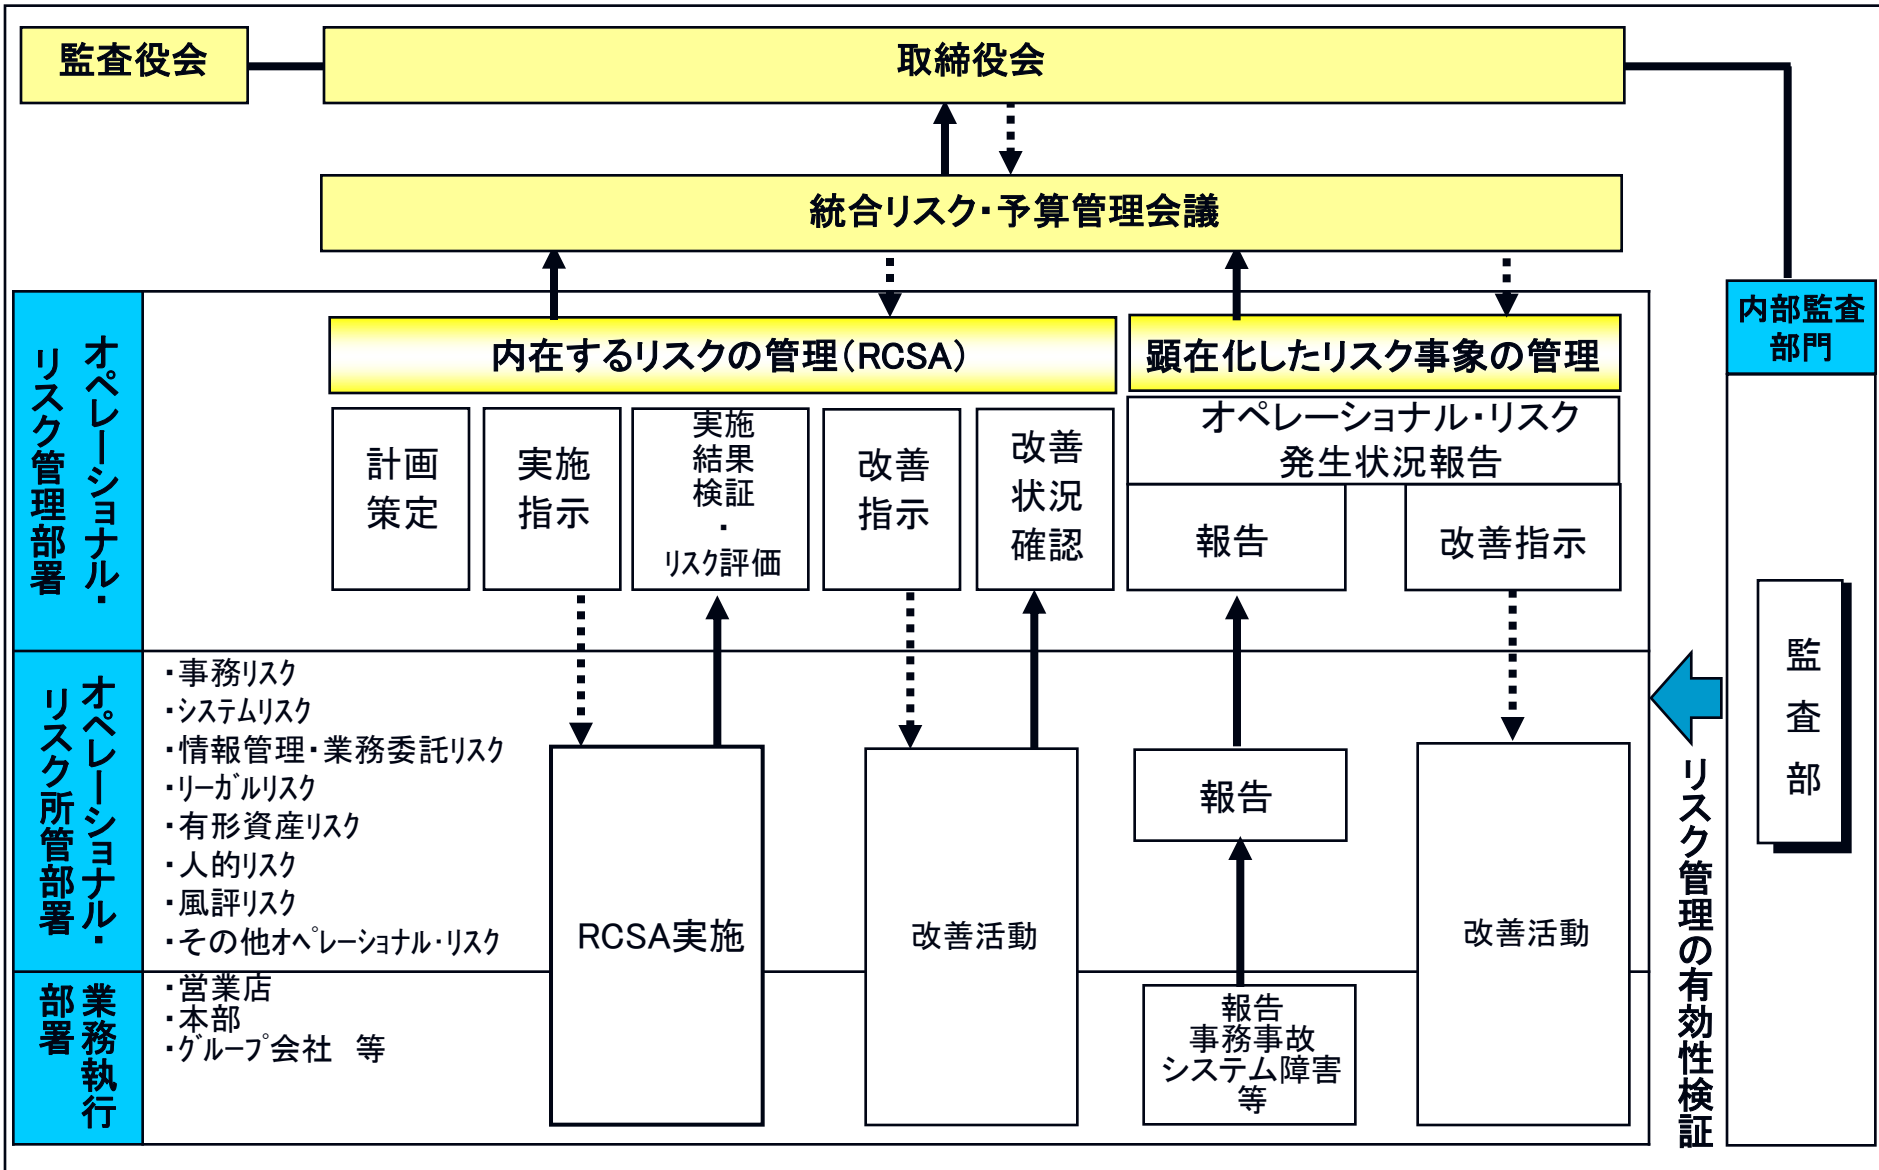 監査役会
取締役会
統合リスク・予算管理会議
オペレーショナル・
リスク管理部署
内在するリスクの管理(RCSA)
顕在化したリスク事象の管理
計画
策定
実施
指示
実施
結果
検証
・
リスク評価
改善
指示
改善
状況
確認
オペレーショナル・リスク
発生状況報告
報告
改善指示
オペレーショナル・
リスク所管部署
・事務リスク
・システムリスク
・情報管理・業務委託リスク
・リーガルリスク
・有形資産リスク
・人的リスク
・風評リスク
・その他オペレーショナル・リスク
RCSA実施
改善活動
報告
改善活動
業務執行
部署
・営業店
・本部
・グループ会社 等
報告
事務事故
システム障害
等
内部監査
部門
監査部
リスク管理の有効性検証